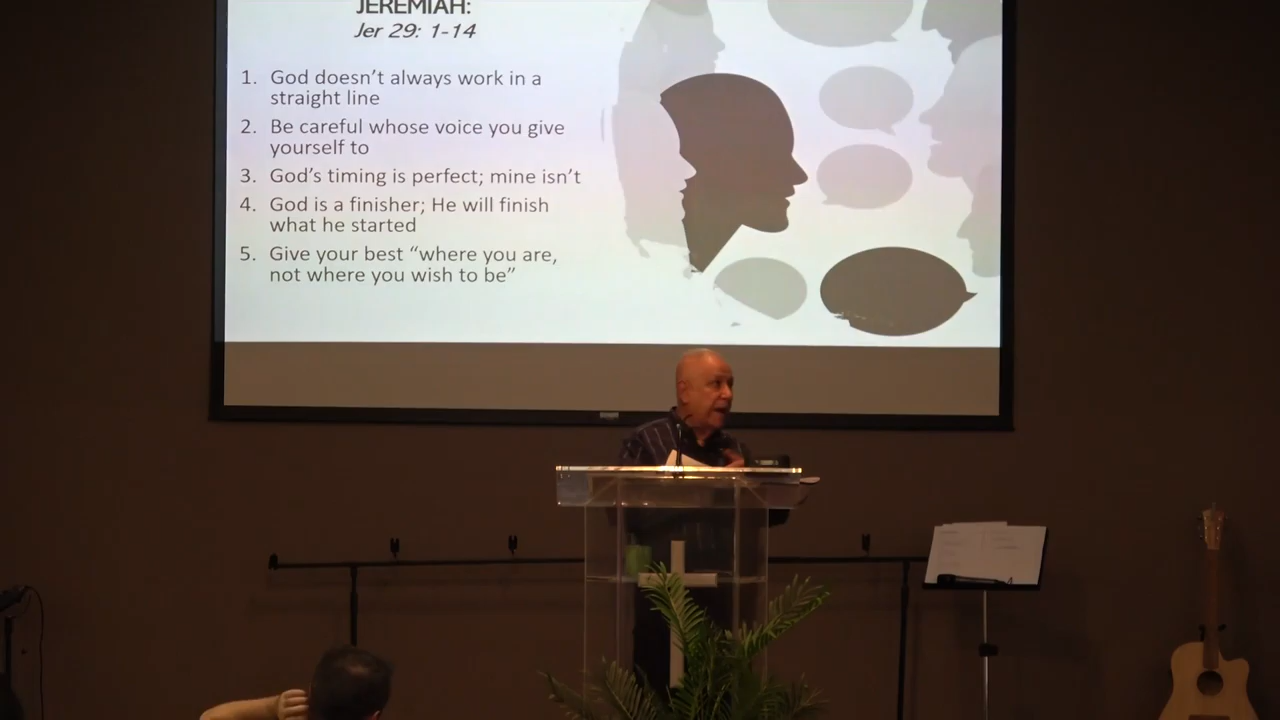 JEREMIAH:
Jer 29: 1-14
1. God doesn't always work in a
straight line
2. Be careful whose voice you give
yourself to
3. God's timing is perfect; mine isn't
4. God is a finisher; He will finish
what he started
5. Give your best “where you are,
not where you wish to be”